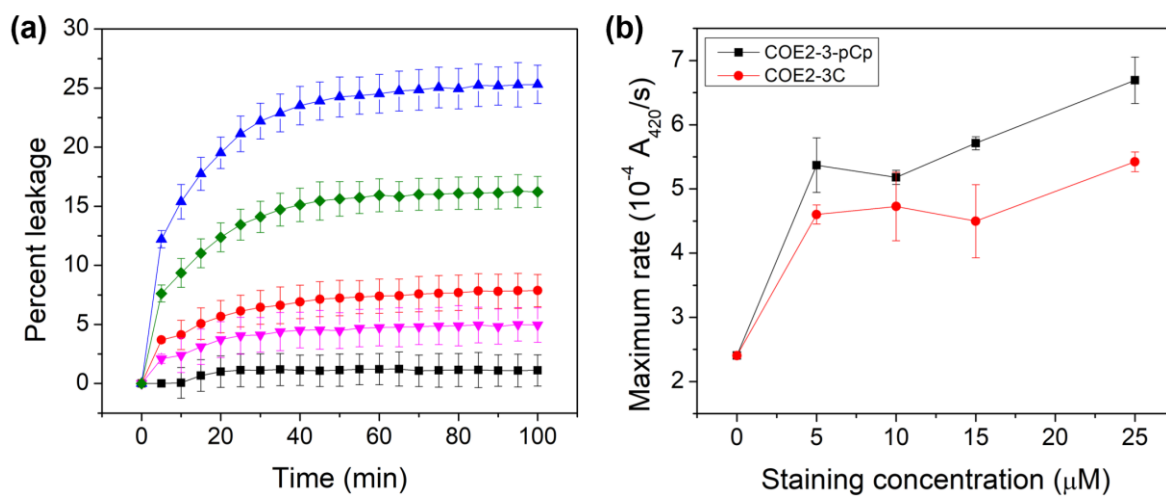 (a)
30
25
20
15
10
5
0
Percent leakage
0 20 40 60 80 100
Time (min)
(b)
COE2-3-pCp
COE2-3C
7
6
5
4
3
2
Maximum rate (10⁻⁴ A₄₂₀/s)
0 5 10 15 20 25
Staining concentration (μM)